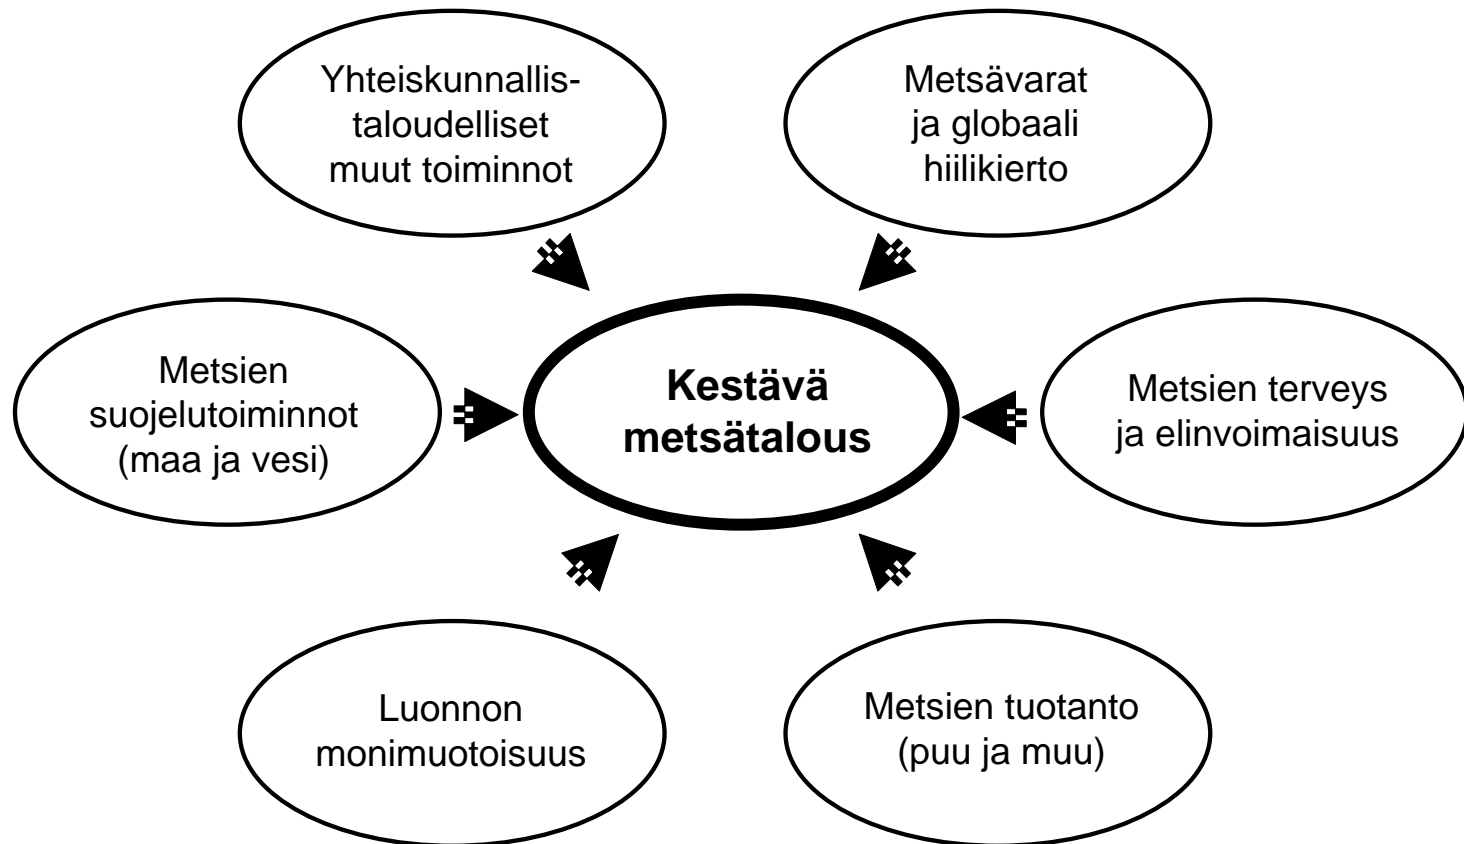 Yhteiskunnallis-
taloudelliset
muut toiminnot
Metsävarat
ja globaali
hiilikierto
Metsien
suojelutoiminnot
(maa ja vesi)
Kestävä
metsätalous
Metsien terveys
ja elinvoimaisuus
Luonnon
monimuotoisuus
Metsien tuotanto
(puu ja muu)